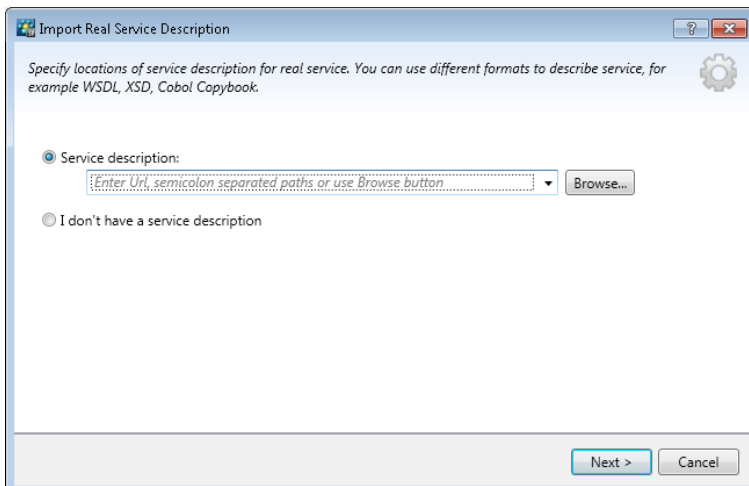 Import Real Service Description
Specify locations of service description for real service. You can use different formats to describe service, for
example WSDL, XSD, Cobol Copybook.
Service description:
Enter Url, semicolon separated paths or use Browse button
Browse...
I don't have a service description
Next >
Cancel